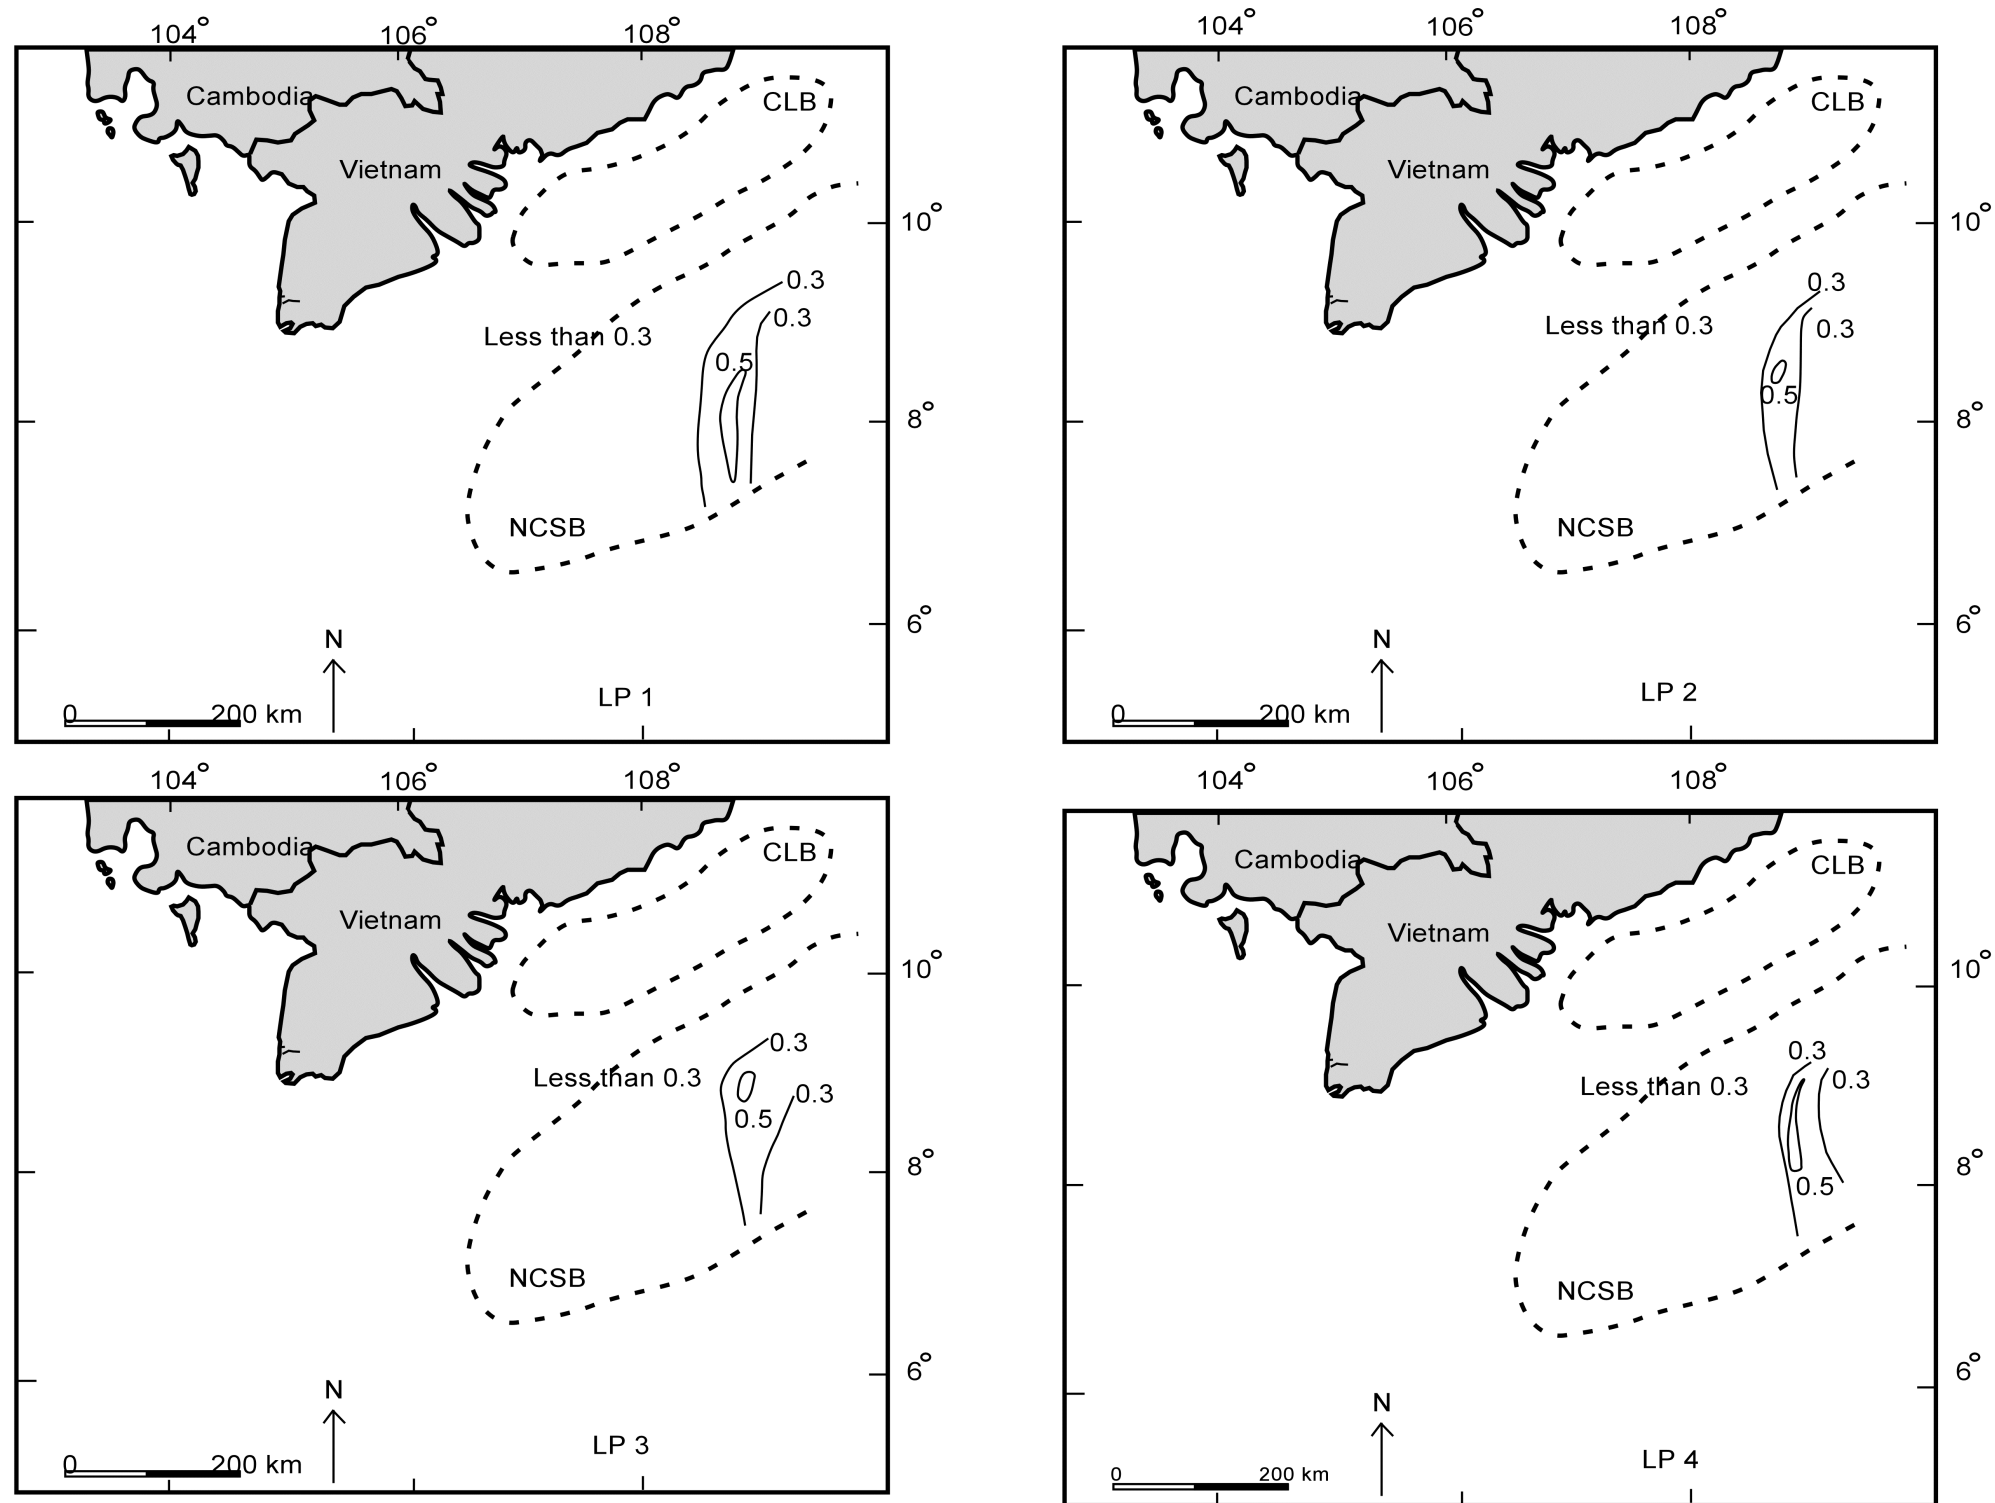 104° 106° 108°
Cambodia
CLB
Vietnam
10°
0.3
0.3
Less than 0.3
0.5
8°
NCSB
6°
N
LP 1
0 200 km
104° 106° 108°
Cambodia
CLB
Vietnam
10°
0.3
Less than 0.3
0.3
0.5
8°
NCSB
6°
N
LP 2
0 200 km
104° 106° 108°
Cambodia
CLB
Vietnam
10°
0.3
Less than 0.3
0.3
0.5
8°
NCSB
6°
N
LP 3
0 200 km
104° 106° 108°
Cambodia
CLB
Vietnam
10°
0.3
0.3
Less than 0.3
8°
0.5
NCSB
6°
N
LP 4
0 200 km